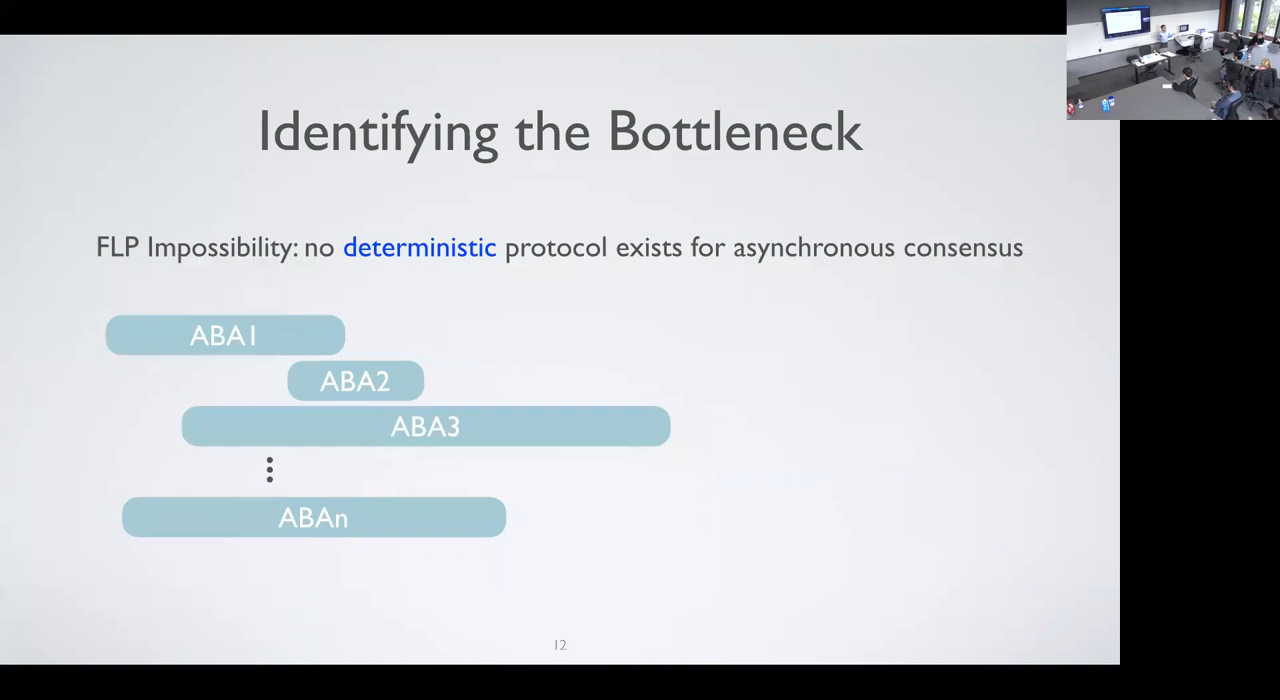 Identifying the Bottleneck
FLP Impossibility: no deterministic protocol exists for asynchronous consensus
ABA1
ABA2
ABA3
ABAn
12